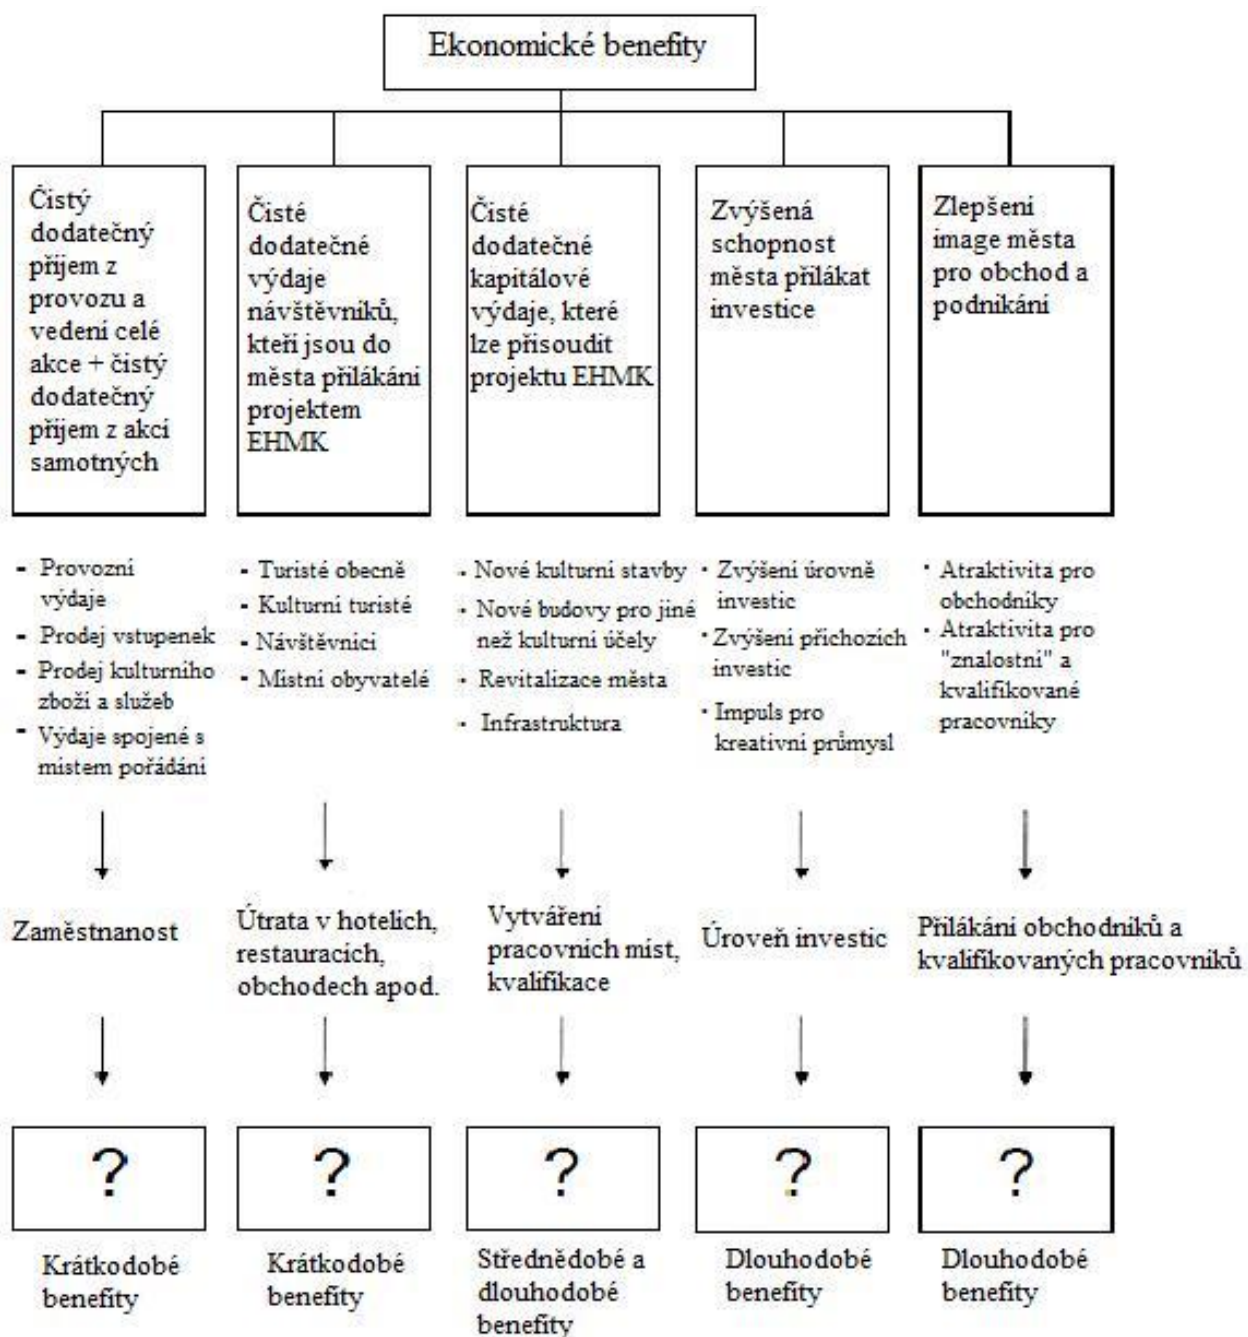 Ekonomické benefity
Čistý
dodatečný
příjem z
provozu a
vedení celé
akce + čistý
dodatečný
příjem z akcí
samotných
Čisté
dodatečné
výdaje
návštěvníků,
kteří jsou do
města přilákáni
projektem
EHMK
Čisté
dodatečné
kapitálové
výdaje, které
lze přisoudit
projektu EHMK
Zvýšená
schopnost
města přilákat
investice
Zlepšení
image města
pro obchod a
podnikání
- Provozní
výdaje
- Prodej vstupenek
- Prodej kulturního
zboží a služeb
- Výdaje spojené s
místem pořádání
- Turisté obecně
- Kulturní turisté
- Návštěvníci
- Místní obyvatelé
- Nové kulturní stavby
- Nové budovy pro jiné
než kulturní účely
- Revitalizace města
- Infrastruktura
· Zvýšení úrovně
investic
· Zvýšení příchozích
investic
· Impuls pro
kreativní průmysl
· Atraktivita pro
obchodníky
· Atraktivita pro
"znalostní" a
kvalifikované
pracovníky
Zaměstnanost
Útrata v hotelích,
restauracích,
obchodech apod.
Vytváření
pracovních míst,
kvalifikace
Úroveň investic
Přilákání obchodníků a
kvalifikovaných pracovníků
?
?
?
?
?
Krátkodobé
benefity
Krátkodobé
benefity
Střednědobé a
dlouhodobé
benefity
Dlouhodobé
benefity
Dlouhodobé
benefity